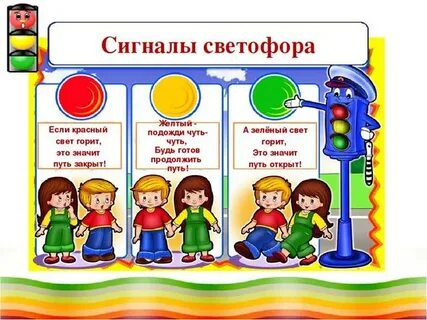 Сигналы светофора
Если красный
свет горит,
это значит
путь закрыт!
Желтый -
подожди чуть-
чуть,
Будь готов
продолжить
путь!
А зелёный свет
горит,
Это значит
путь открыт!